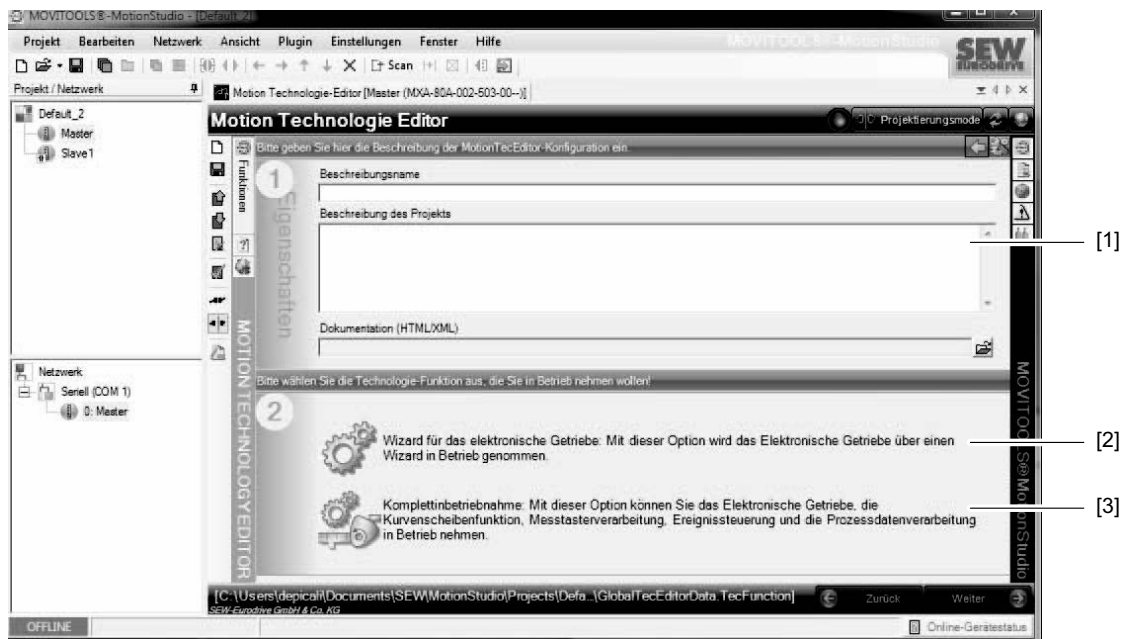 MOVITOOLS®-MotionStudio - [Default_2]
Projekt Bearbeiten Netzwerk Ansicht Plugin Einstellungen Fenster Hilfe
MOVITOOLS®-MotionStudio
SEW
EURODRIVE
Scan
Projekt / Netzwerk
Motion Technologie-Editor [Master (MXA-80A-002-503-00--)]
Default_2
Master
Slave1
Motion Technologie Editor
Projektierungsmode
Bitte geben Sie hier die Beschreibung der MotionTecEditor-Konfiguration ein.
Funktionen
1
Eigenschaften
Beschreibungsname
Beschreibung des Projekts
[1]
Dokumentation (HTML/XML)
MOTION TECHNOLOGY EDITOR
MOVITOOLS®MotionStudio
Netzwerk
Seriell (COM 1)
0: Master
Bitte wählen Sie die Technologie-Funktion aus, die Sie in Betrieb nehmen wollen!
2
Wizard für das elektronische Getriebe: Mit dieser Option wird das Elektronische Getriebe über einen
Wizard in Betrieb genommen.
[2]
Komplettinbetriebnahme: Mit dieser Option können Sie das Elektronische Getriebe, die
Kurvenscheibenfunktion, Messtasterverarbeitung, Ereignissteuerung und die Prozessdatenverarbeitung
in Betrieb nehmen.
[3]
[C:\Users\depicali\Documents\SEW\MotionStudio\Projects\Defa...\GlobalTecEditorData.TecFunction]
Zurück
Weiter
SEW-Eurodrive GmbH & Co. KG
OFFLINE
Online-Gerätestatus